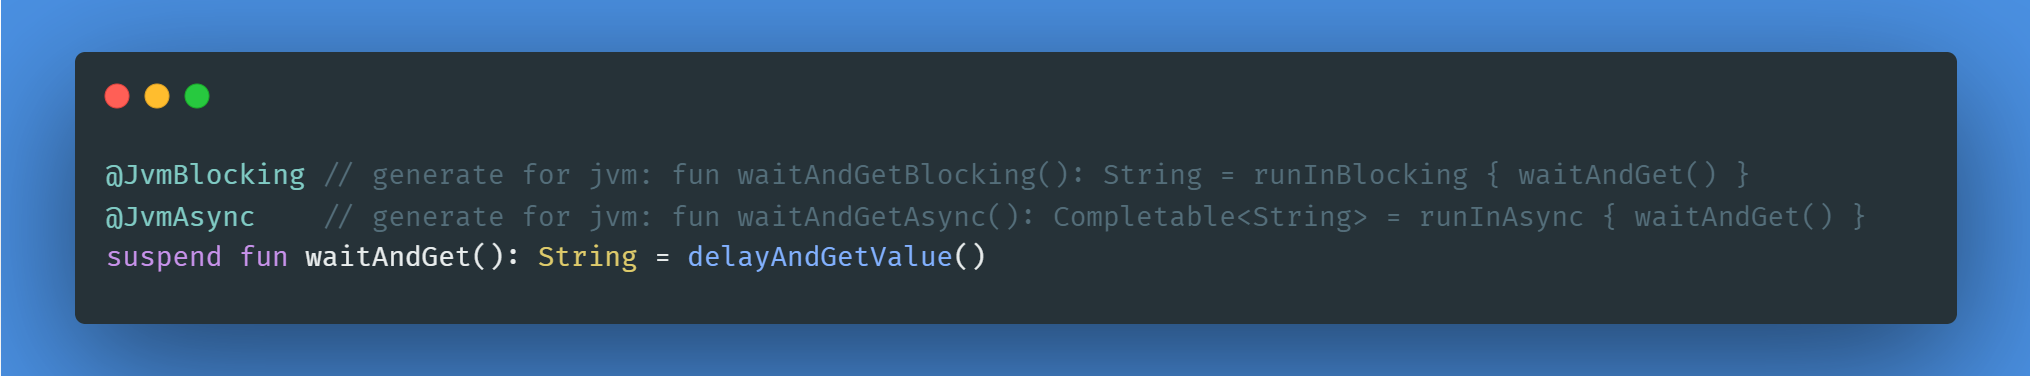 @JvmBlocking // generate for jvm: fun waitAndGetBlocking(): String = runInBlocking { waitAndGet() }
@JvmAsync    // generate for jvm: fun waitAndGetAsync(): Completable<String> = runInAsync { waitAndGet() }
suspend fun waitAndGet(): String = delayAndGetValue()